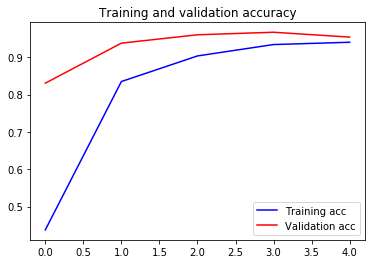 Training and validation accuracy
0.9
0.8
0.7
0.6
0.5
0.0 0.5 1.0 1.5 2.0 2.5 3.0 3.5 4.0
Training acc
Validation acc